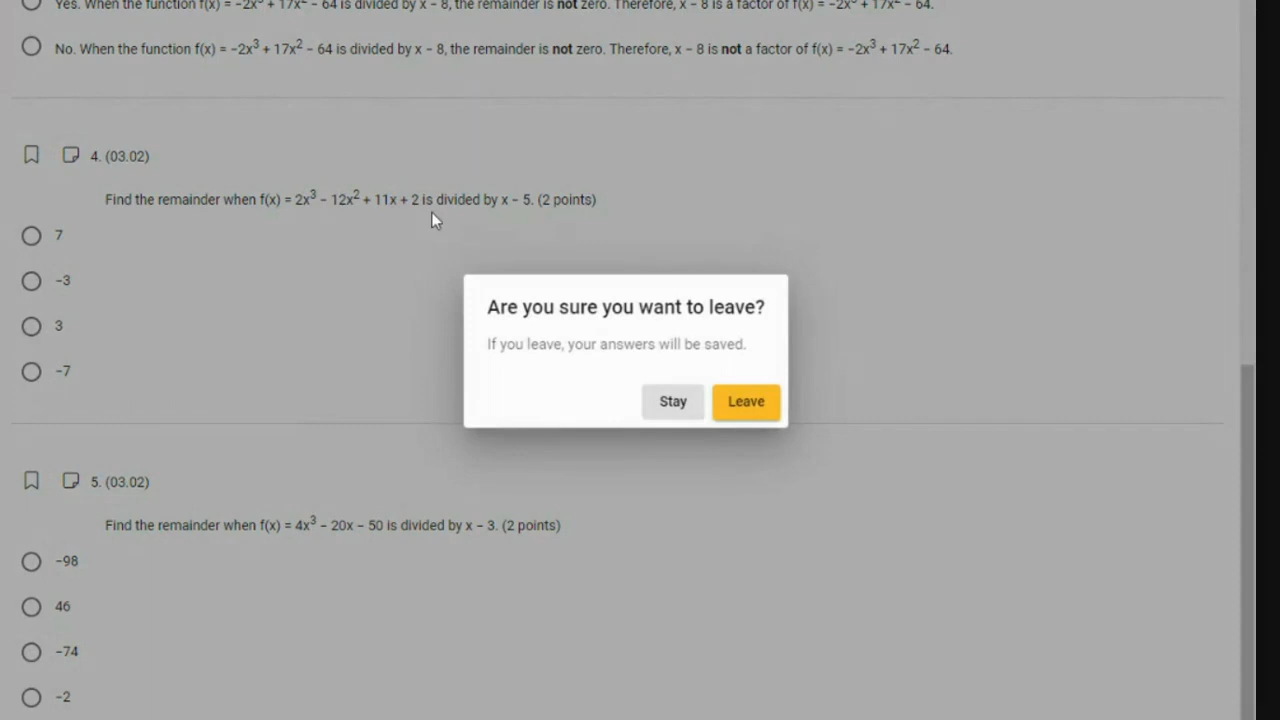 Yes. When the function f(x) = −2x³ + 17x² − 64 is divided by x − 8, the remainder is not zero. Therefore, x − 8 is a factor of f(x) = −2x³ + 17x² − 64.
No. When the function f(x) = −2x³ + 17x² − 64 is divided by x − 8, the remainder is not zero. Therefore, x − 8 is not a factor of f(x) = −2x³ + 17x² − 64.
4. (03.02)
Find the remainder when f(x) = 2x³ − 12x² + 11x + 2 is divided by x − 5. (2 points)
7
−3
3
−7
Are you sure you want to leave?
If you leave, your answers will be saved.
Stay Leave
5. (03.02)
Find the remainder when f(x) = 4x³ − 20x − 50 is divided by x − 3. (2 points)
−98
46
−74
−2